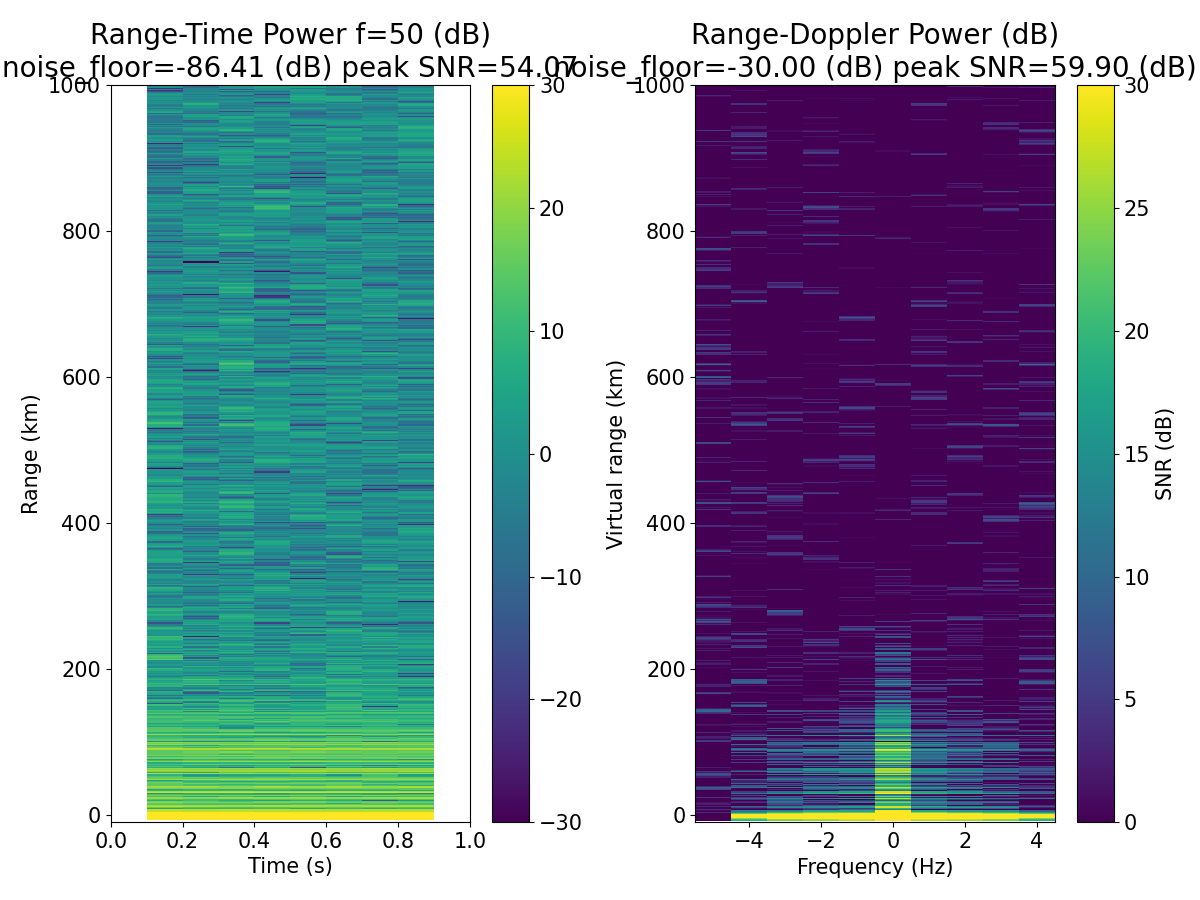 Range-Time Power f=50 (dB)
noise_floor=-86.41 (dB) peak SNR=54.07
Range-Doppler Power (dB)
noise_floor=-30.00 (dB) peak SNR=59.90 (dB)
Range (km)
1000
800
600
400
200
0
0.0 0.2 0.4 0.6 0.8 1.0
Time (s)
30
20
10
0
−10
−20
−30
Virtual range (km)
1000
800
600
400
200
0
−4 −2 0 2 4
Frequency (Hz)
30
25
20
15
10
5
0
SNR (dB)